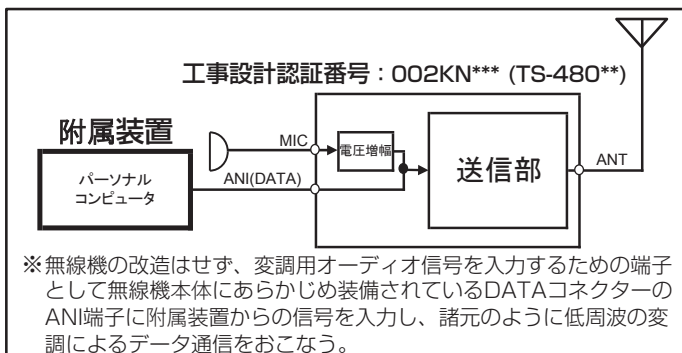 工事設計認証番号：002KN*** (TS-480**)
附属装置
パーソナル
コンピュータ
MIC
ANI(DATA)
電圧増幅
送信部
ANT
※無線機の改造はせず、変調用オーディオ信号を入力するための端子
として無線機本体にあらかじめ装備されているDATAコネクターの
ANI端子に附属装置からの信号を入力し、諸元のように低周波の変
調によるデータ通信をおこなう。